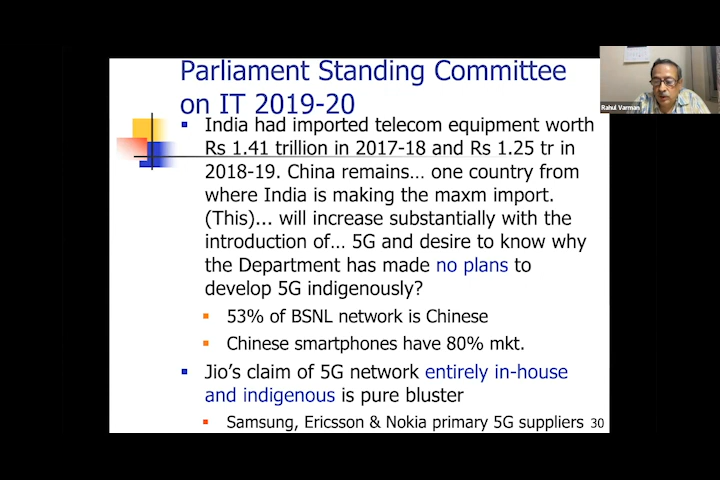 Parliament Standing Committee
on IT 2019-20
India had imported telecom equipment worth
Rs 1.41 trillion in 2017-18 and Rs 1.25 tr in
2018-19. China remains... one country from
where India is making the maxm import.
(This)... will increase substantially with the
introduction of... 5G and desire to know why
the Department has made no plans to
develop 5G indigenously?
53% of BSNL network is Chinese
Chinese smartphones have 80% mkt.
Jio's claim of 5G network entirely in-house
and indigenous is pure bluster
Samsung, Ericsson & Nokia primary 5G suppliers 30
Rahul Varman